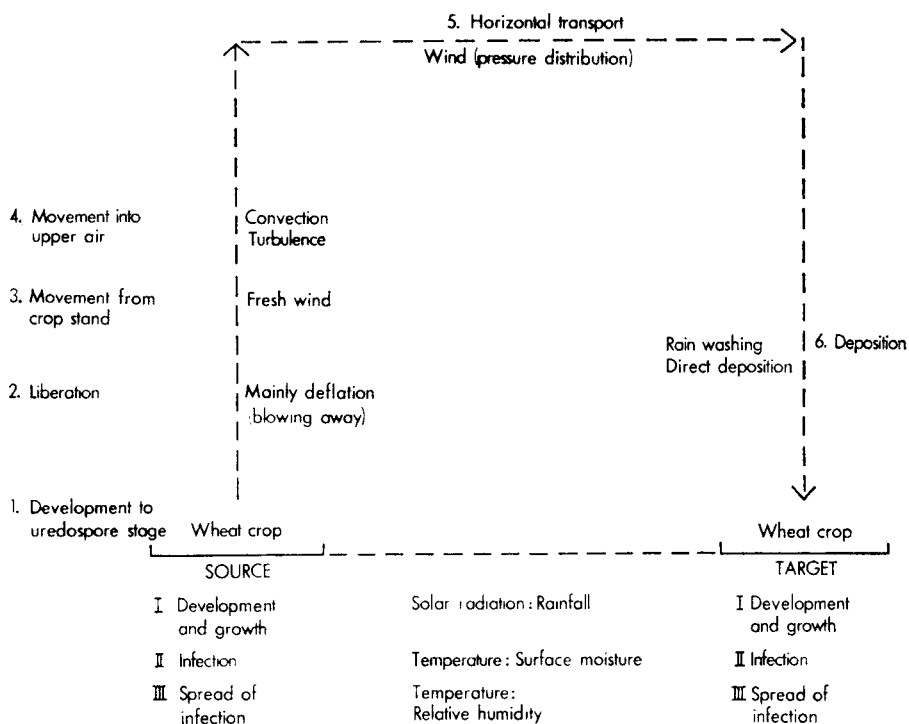 5. Horizontal transport
Wind (pressure distribution)
4. Movement into
upper air
Convection
Turbulence
3. Movement from
crop stand
Fresh wind
Rain washing
Direct deposition
6. Deposition
2. Liberation
Mainly deflation
(blowing away)
1. Development to
uredospore stage
Wheat crop
Wheat crop
SOURCE
TARGET
I Development
and growth
Solar radiation : Rainfall
I Development
and growth
II Infection
Temperature : Surface moisture
II Infection
III Spread of
infection
Temperature :
Relative humidity
III Spread of
infection